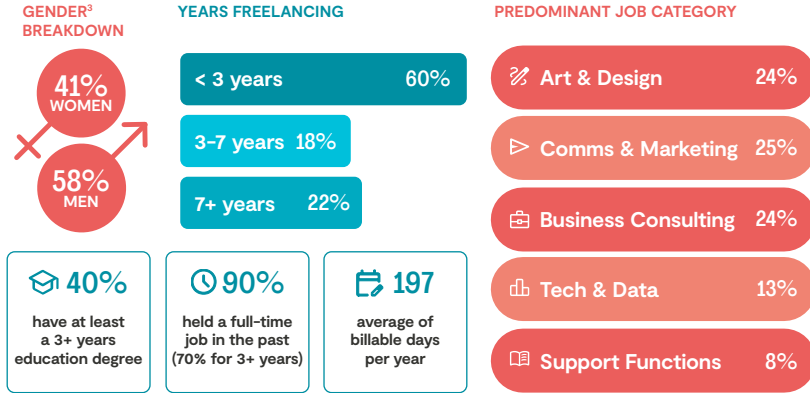 GENDER³
BREAKDOWN
41%
WOMEN
58%
MEN
YEARS FREELANCING
< 3 years 60%
3-7 years 18%
7+ years 22%
40%
have at least
a 3+ years
education degree
90%
held a full-time
job in the past
(70% for 3+ years)
197
average of
billable days
per year
PREDOMINANT JOB CATEGORY
Art & Design 24%
Comms & Marketing 25%
Business Consulting 24%
Tech & Data 13%
Support Functions 8%